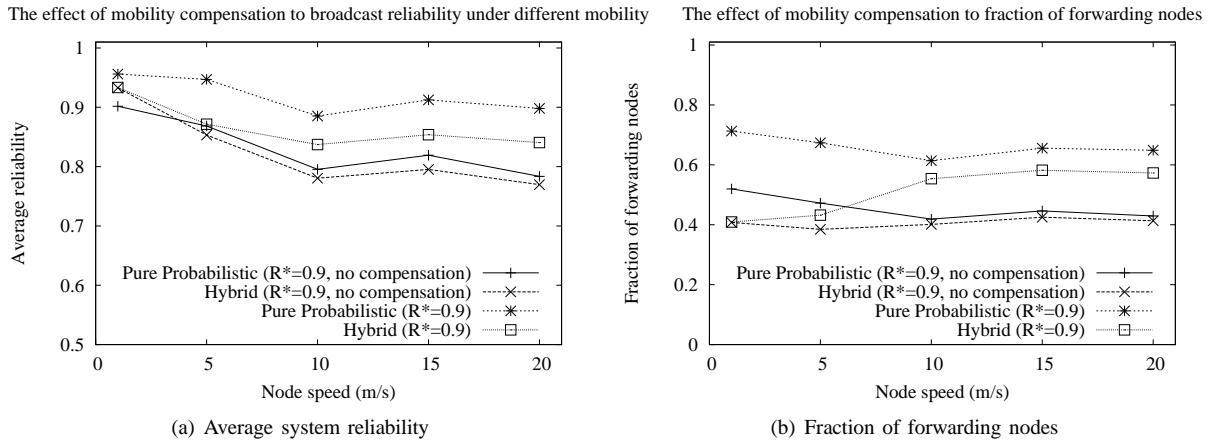 The effect of mobility compensation to broadcast reliability under different mobility
1
0.9
0.8
0.7
0.6
0.5
Average reliability
Pure Probabilistic (R*=0.9, no compensation)
Hybrid (R*=0.9, no compensation)
Pure Probabilistic (R*=0.9)
Hybrid (R*=0.9)
0 5 10 15 20
Node speed (m/s)
(a) Average system reliability
The effect of mobility compensation to fraction of forwarding nodes
1
0.8
0.6
0.4
0.2
0
Fraction of forwarding nodes
Pure Probabilistic (R*=0.9, no compensation)
Hybrid (R*=0.9, no compensation)
Pure Probabilistic (R*=0.9)
Hybrid (R*=0.9)
0 5 10 15 20
Node speed (m/s)
(b) Fraction of forwarding nodes